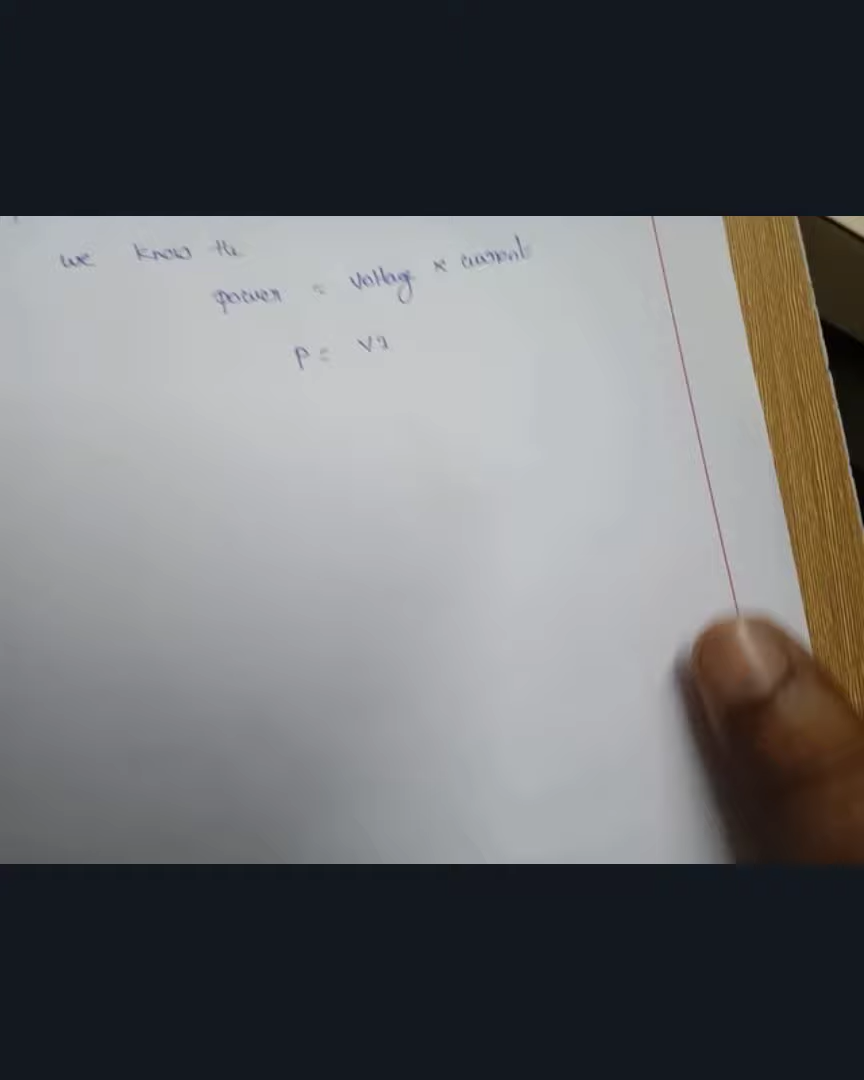 we know the
power = voltage × current
P = VI